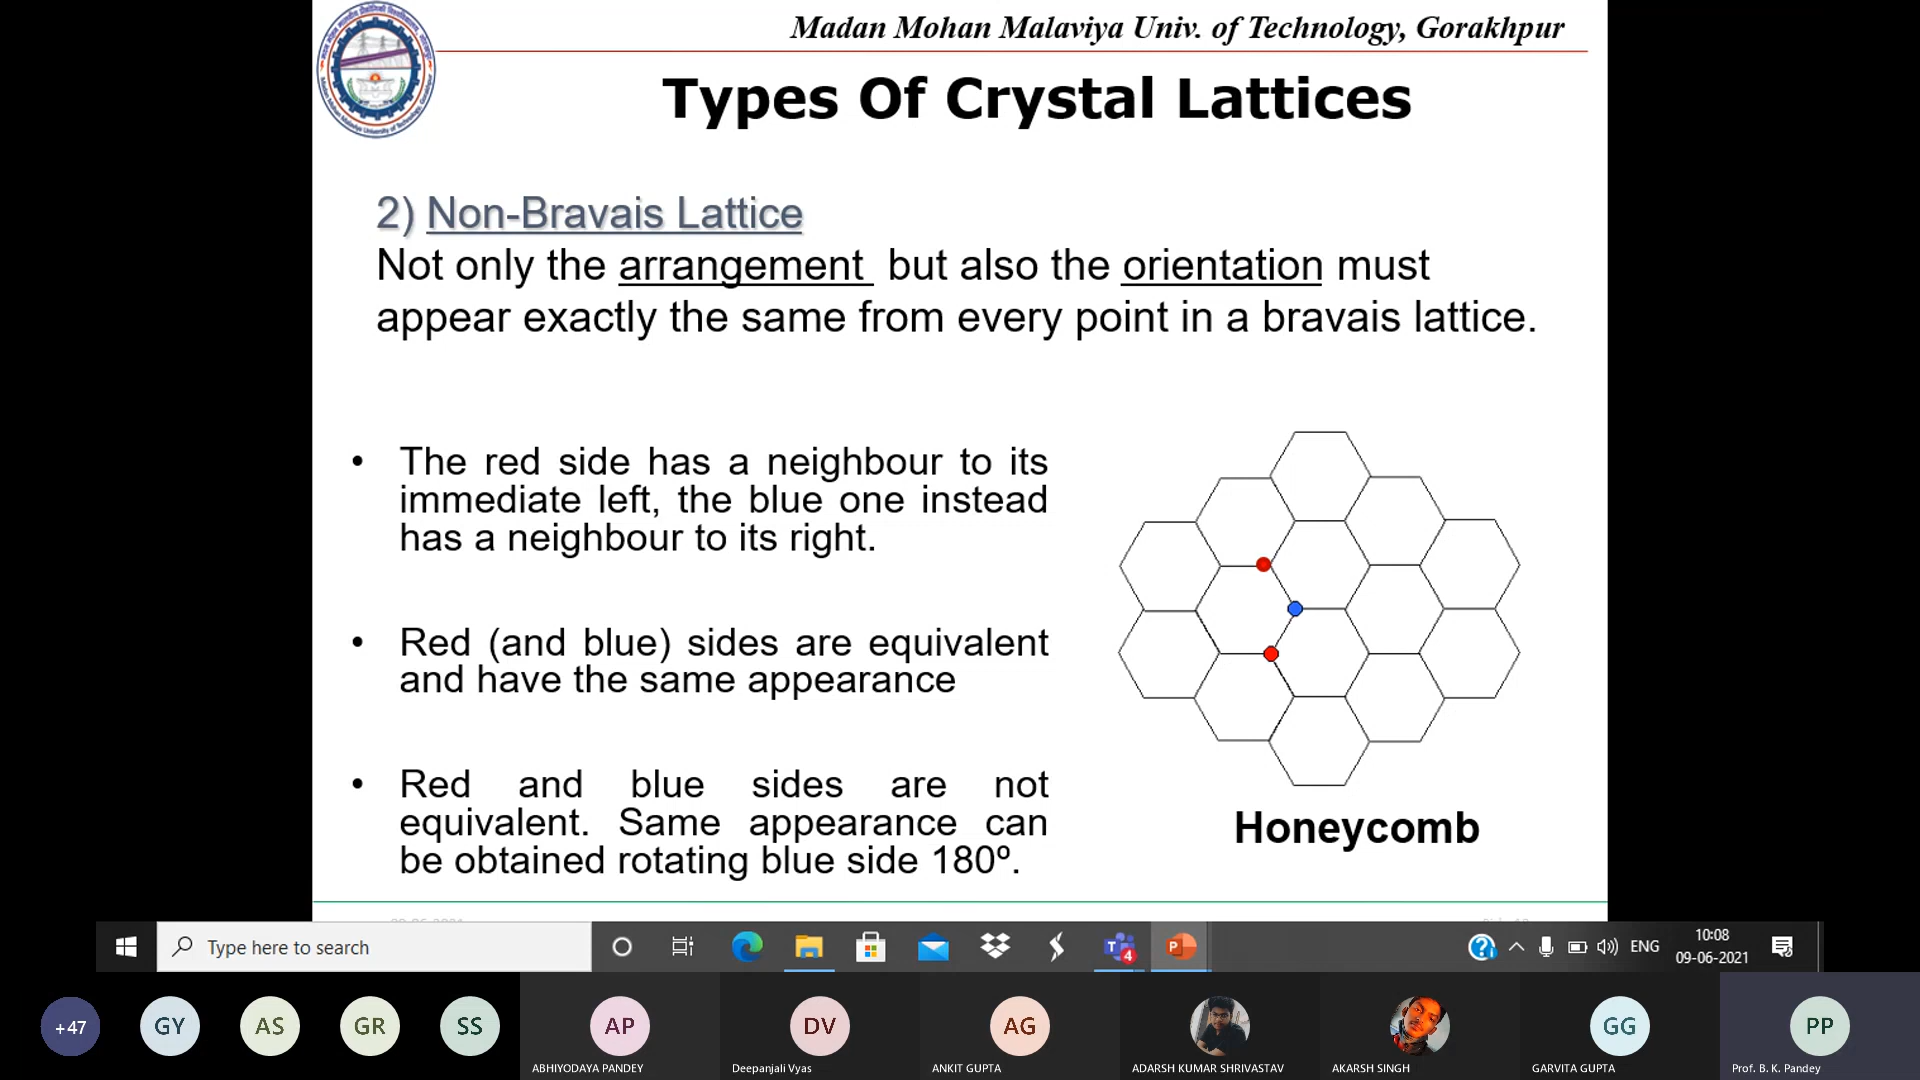 Madan Mohan Malaviya Univ. of Technology, Gorakhpur
Types Of Crystal Lattices
2) Non-Bravais Lattice
Not only the arrangement but also the orientation must
appear exactly the same from every point in a bravais lattice.
• The red side has a neighbour to its
immediate left, the blue one instead
has a neighbour to its right.
• Red (and blue) sides are equivalent
and have the same appearance
• Red and blue sides are not
equivalent. Same appearance can
be obtained rotating blue side 180º.
Honeycomb
Type here to search
T
4
P
ENG
10:08
09-06-2021
+47
GY
AS
GR
SS
AP
DV
AG
GG
PP
ABHIYODAYA PANDEY
Deepanjali Vyas
ANKIT GUPTA
ADARSH KUMAR SHRIVASTAV
AKARSH SINGH
GARVITA GUPTA
Prof. B. K. Pandey